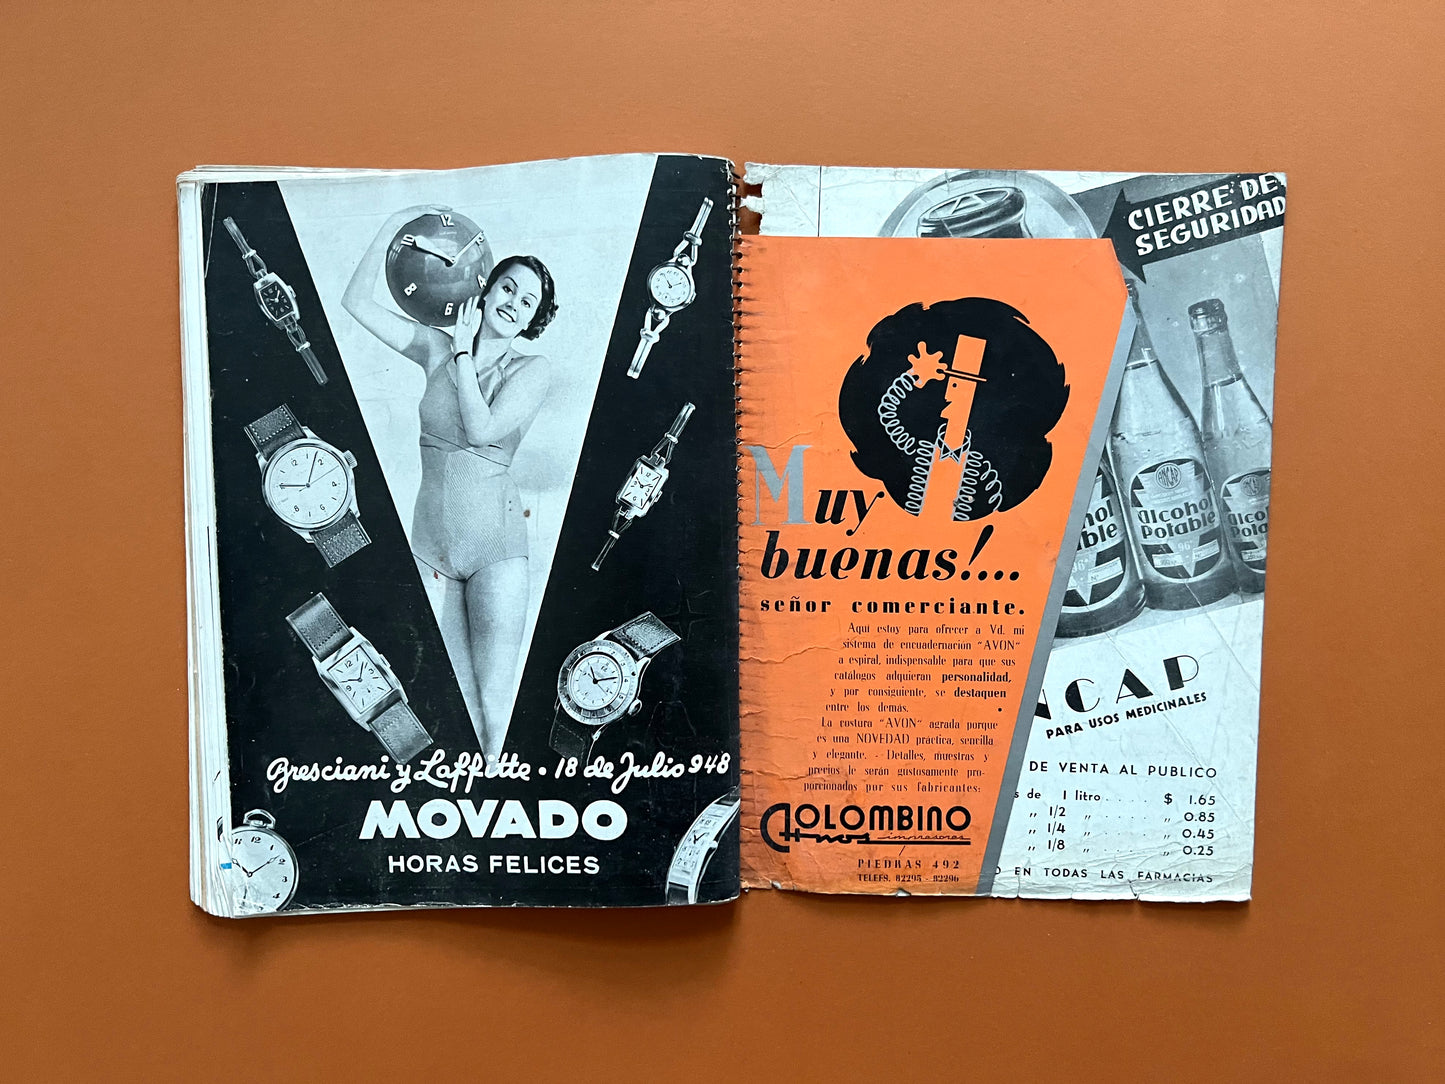 Bresciani y Laffitte • 18 de Julio 948
MOVADO
HORAS FELICES
Muy
buenas!...
señor comerciante.
Aquí estoy para ofrecer a Vd. mi
sistema de encuadernación "AVON"
a espiral, indispensable para que sus
catálogos adquieran personalidad,
y por consiguiente, se destaquen
entre los demás.
La costura "AVON" agrada porque
es una NOVEDAD práctica, sencilla
y elegante. - Detalles, muestras y
precios le serán gustosamente pro-
porcionados por sus fabricantes:
COLOMBINO
Hnos impresores
PIEDRAS 492
TELEFS. 82295 - 82296
CIERRE DE
SEGURIDAD
ANCAP
Alcohol
Potable
96°
NCAP
PARA USOS MEDICINALES
DE VENTA AL PUBLICO
s de 1 litro ..... $ 1.65
„ 1/2 „ ..... „ 0.85
„ 1/4 „ ..... „ 0.45
„ 1/8 „ ..... „ 0.25
O EN TODAS LAS FARMACIAS